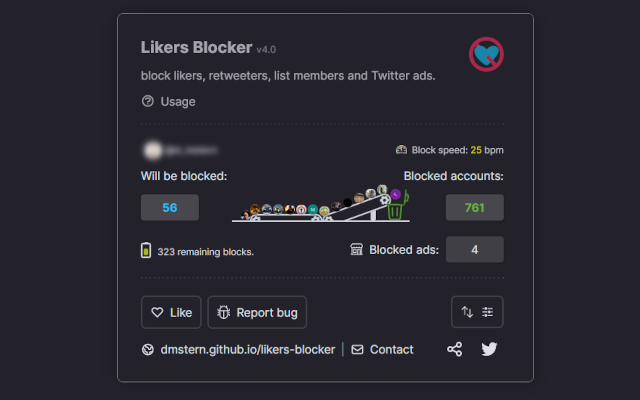 Likers Blocker v4.0
block likers, retweeters, list members and Twitter ads.
Usage
Block speed: 25 bpm
Will be blocked:
Blocked accounts:
56
761
323 remaining blocks.
Blocked ads:
4
Like
Report bug
dmstern.github.io/likers-blocker | Contact